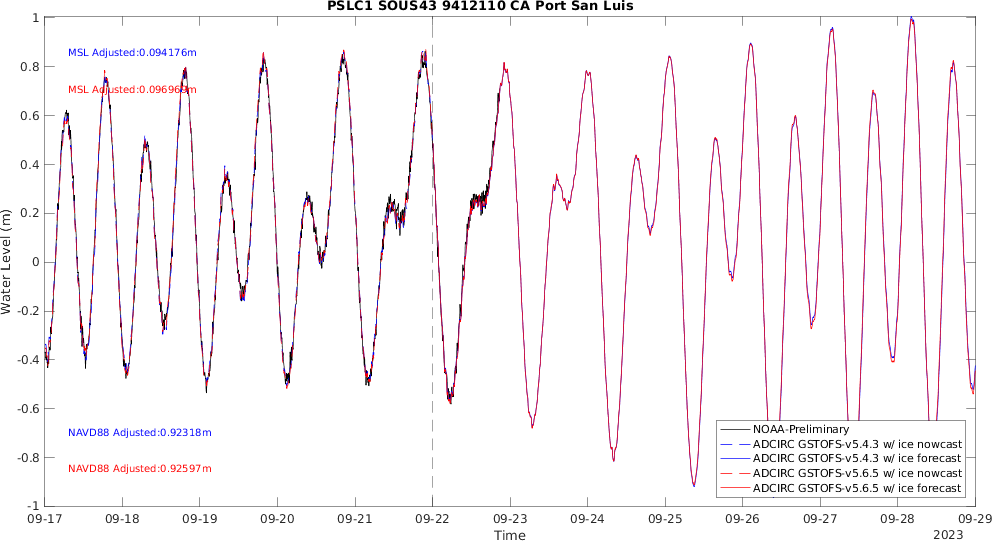 PSLC1 SOUS43 9412110 CA Port San Luis
1
0.8
0.6
0.4
0.2
0
-0.2
-0.4
-0.6
-0.8
-1
Water Level (m)
MSL Adjusted:0.094176m
MSL Adjusted:0.096969m
NAVD88 Adjusted:0.92318m
NAVD88 Adjusted:0.92597m
NOAA-Preliminary
ADCIRC GSTOFS-v5.4.3 w/ ice nowcast
ADCIRC GSTOFS-v5.4.3 w/ ice forecast
ADCIRC GSTOFS-v5.6.5 w/ ice nowcast
ADCIRC GSTOFS-v5.6.5 w/ ice forecast
09-17 09-18 09-19 09-20 09-21 09-22 09-23 09-24 09-25 09-26 09-27 09-28 09-29
Time
2023